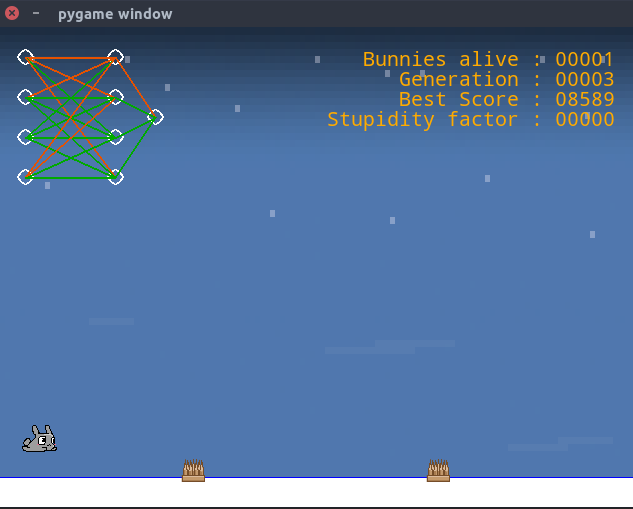 pygame window
Bunnies alive : 00001
Generation : 00003
Best Score : 08589
Stupidity factor : 00000